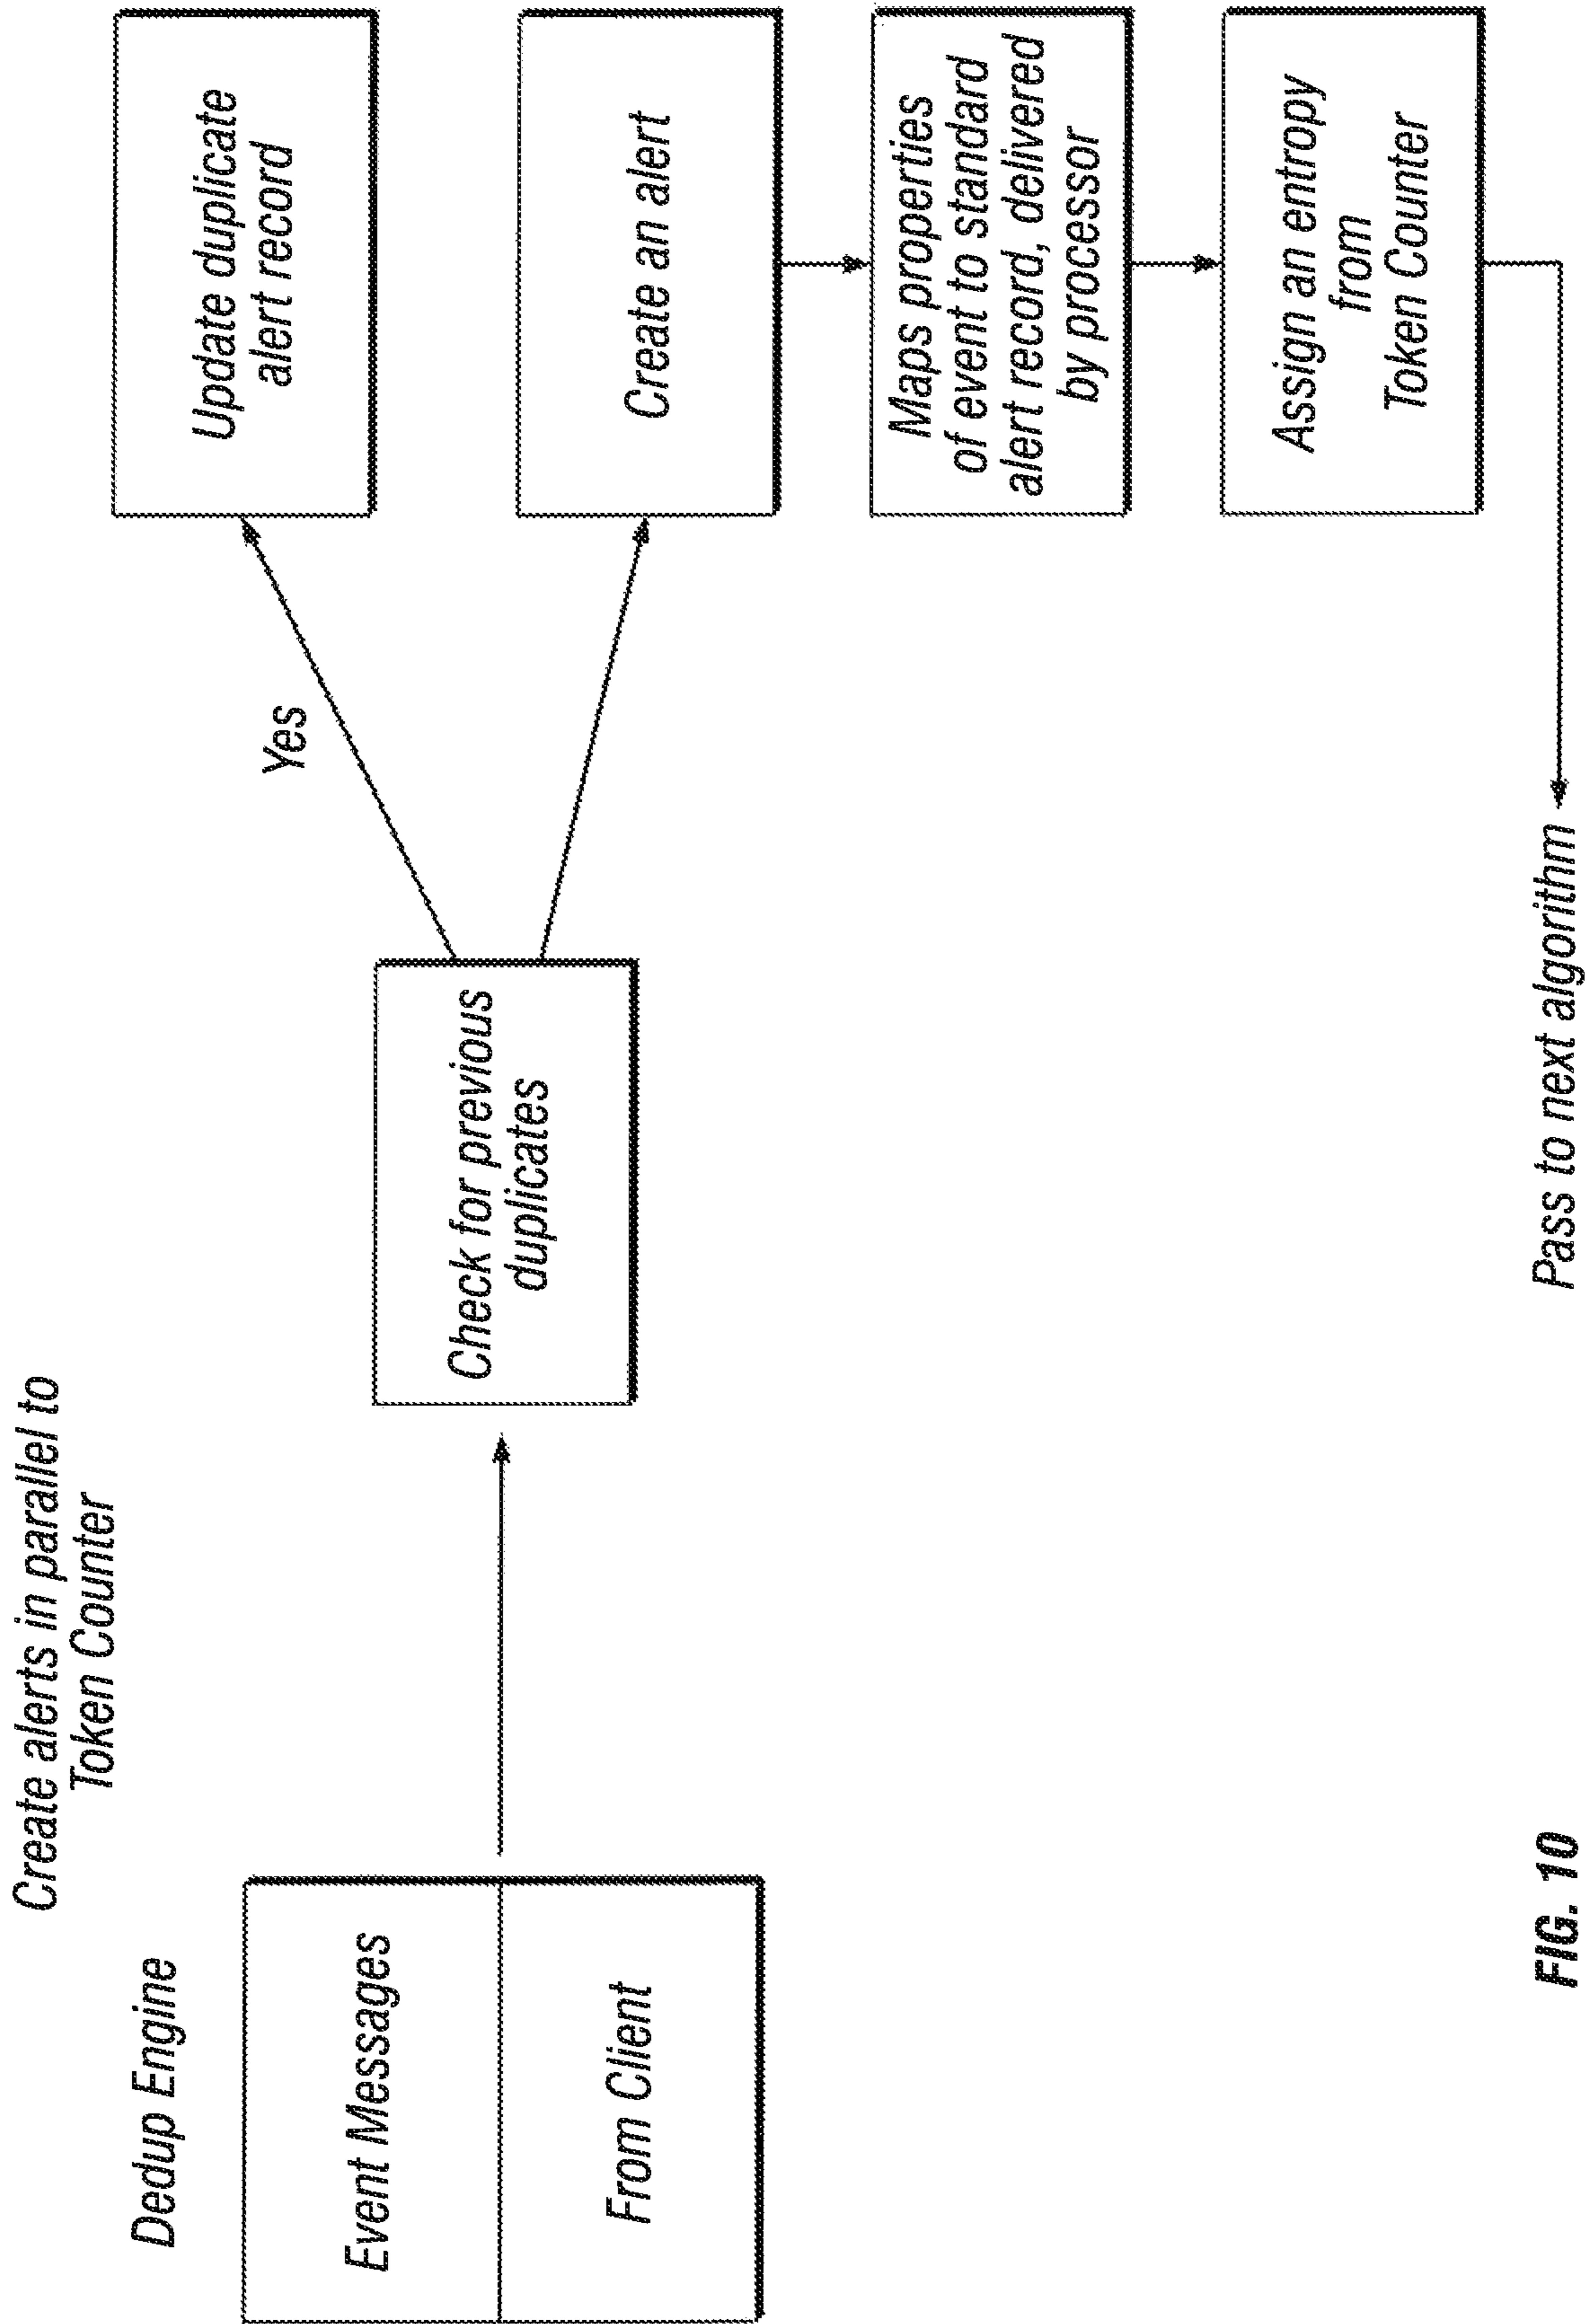 Create alerts in parallel to
Token Counter
Dedup Engine
Event Messages
From Client
Check for previous
duplicates
Yes
Update duplicate
alert record
Create an alert
Maps properties
of event to standard
alert record, delivered
by processor
Assign an entropy
from
Token Counter
Pass to next algorithm
FIG. 10